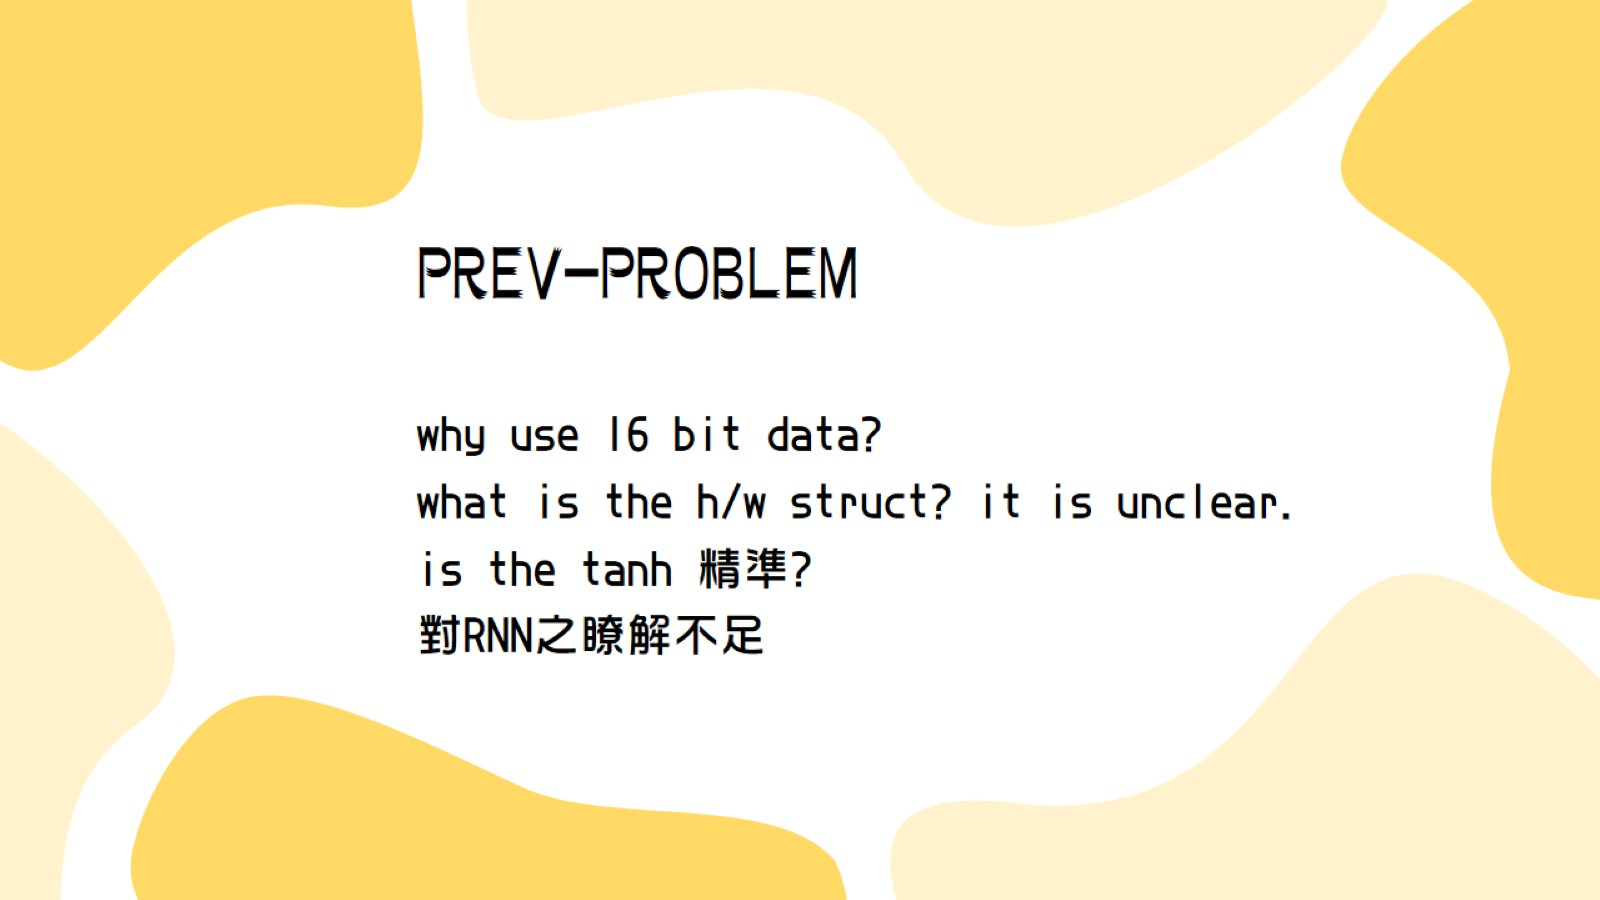 PREV-PROBLEM
why use 16 bit data?
what is the h/w struct? it is unclear.
is the tanh 精準?
對RNN之瞭解不足